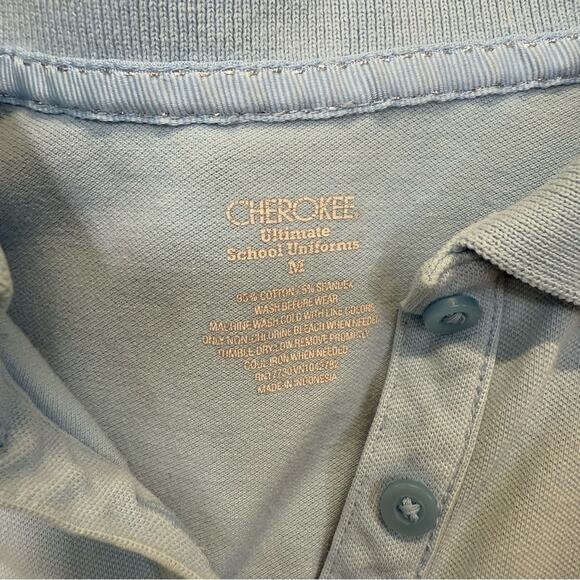 CHEROKEE
Ultimate
School Uniforms
M
95% COTTON / 5% SPANDEX
WASH BEFORE WEAR
MACHINE WASH COLD WITH LIKE COLORS
ONLY NON-CHLORINE BLEACH WHEN NEEDED
TUMBLE DRY LOW REMOVE PROMPTLY
COOL IRON WHEN NEEDED
MADE IN INDONESIA